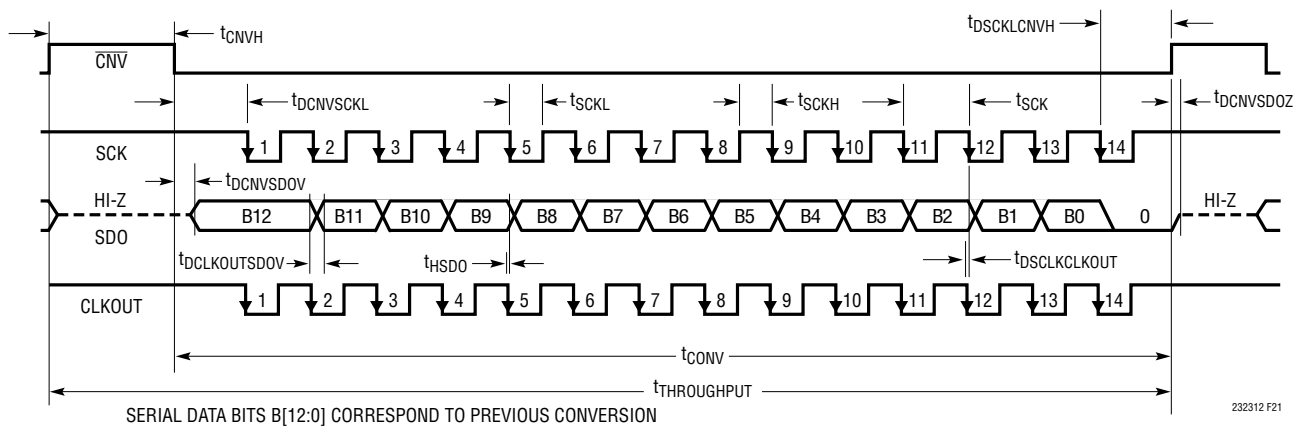 tCNVH
tDSCKLCNVH
CNV
tDCNVSCKL
tSCKL
tSCKH
tSCK
tDCNVSDOZ
SCK
1 2 3 4 5 6 7 8 9 10 11 12 13 14
tDCNVSDOV
HI-Z
SDO
B12 B11 B10 B9 B8 B7 B6 B5 B4 B3 B2 B1 B0 0
HI-Z
tDCLKOUTSDOV
tHSDO
tDSCLKCLKOUT
CLKOUT
1 2 3 4 5 6 7 8 9 10 11 12 13 14
tCONV
tTHROUGHPUT
SERIAL DATA BITS B[12:0] CORRESPOND TO PREVIOUS CONVERSION
232312 F21